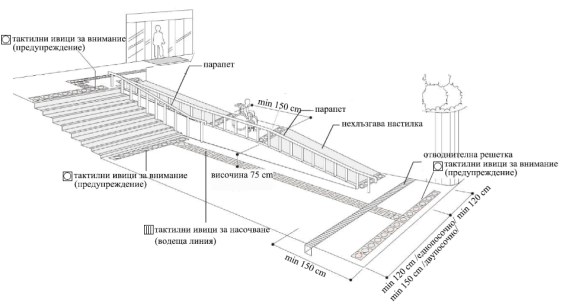 тактилни ивици за внимание
(предупреждение)
парапет
min 150 cm
парапет
нехлъзгава настилка
отводнителна решетка
тактилни ивици за внимание
(предупреждение)
тактилни ивици за внимание
(предупреждение)
височина 75 cm
тактилни ивици за насочване
(водеща линия)
min 150 cm
min 120 cm /еднопосочно/
min 150 cm /двупосочно/
min 120 cm